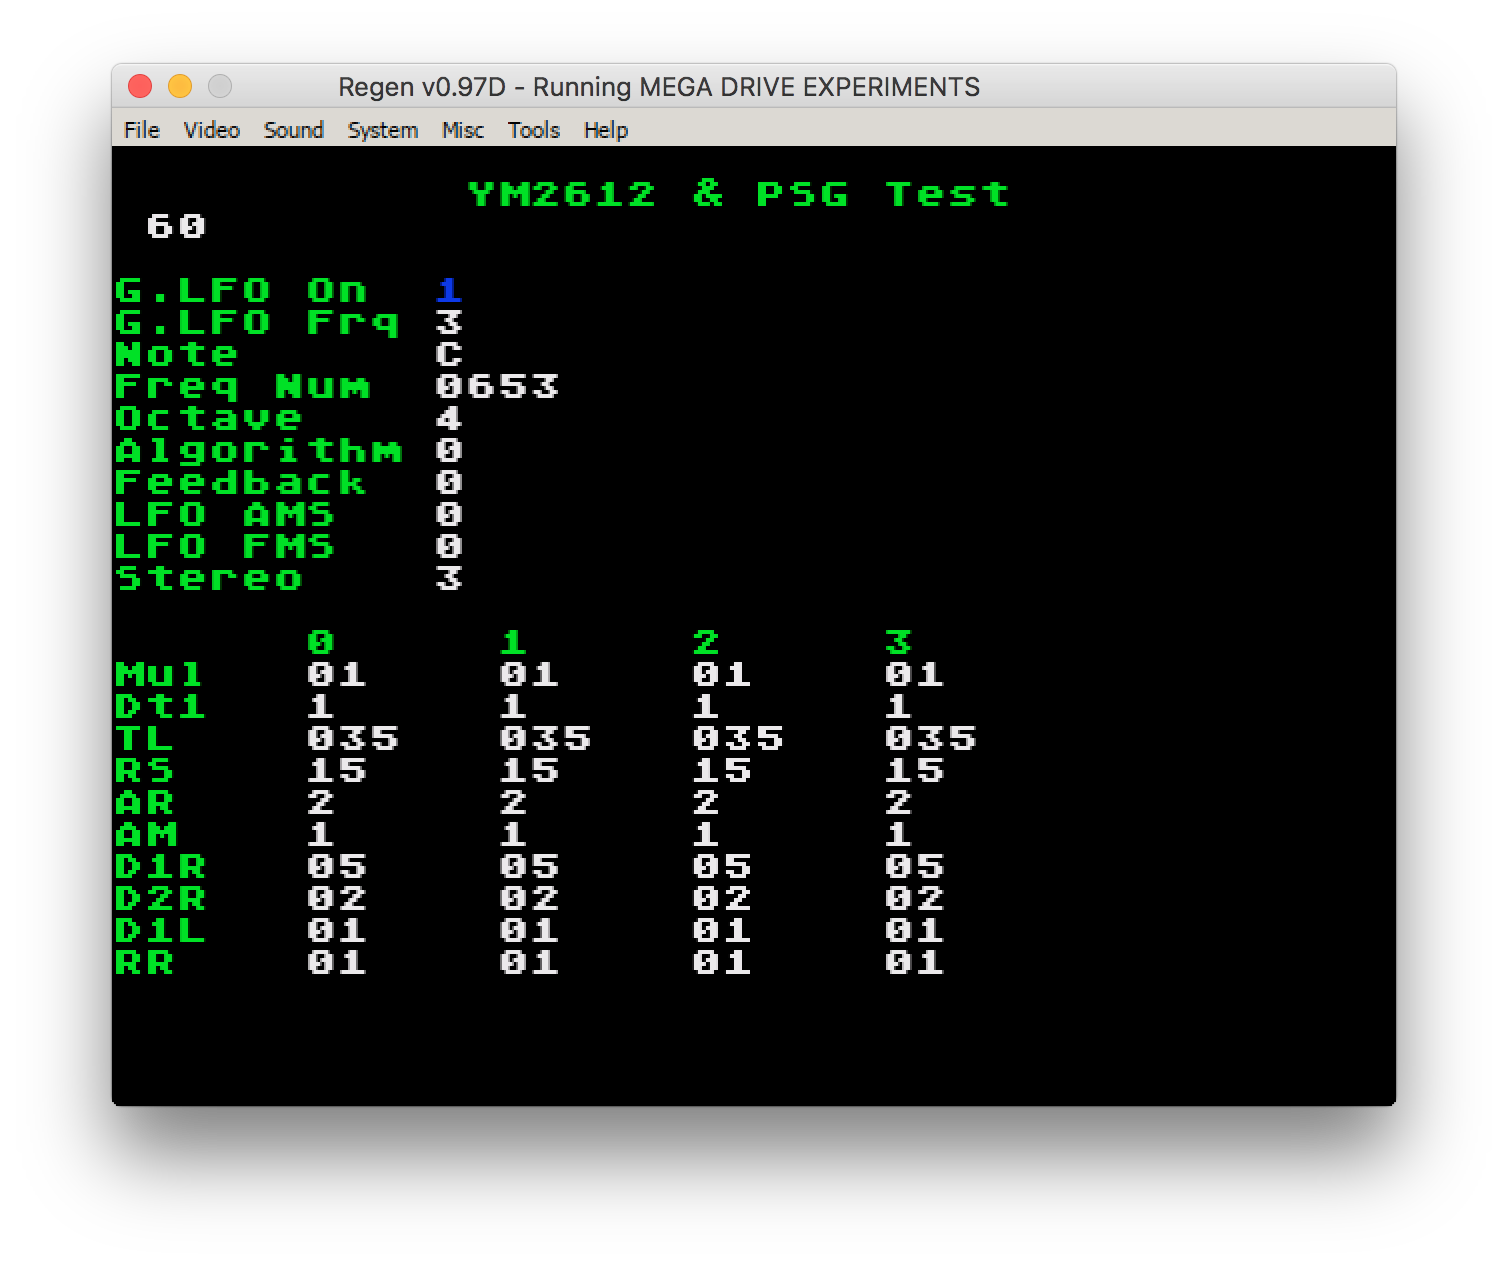 Regen v0.97D - Running MEGA DRIVE EXPERIMENTS
File Video Sound System Misc Tools Help
YM2612 & PSG Test
60
G.LFO On 1
G.LFO Frq 3
Note C
Freq Num 0653
Octave 4
Algorithm 0
Feedback 0
LFO AMS 0
LFO FMS 0
Stereo 3
0 1 2 3
Mul 01 01 01 01
Dt1 1 1 1 1
TL 035 035 035 035
RS 15 15 15 15
AR 2 2 2 2
AM 1 1 1 1
D1R 05 05 05 05
D2R 02 02 02 02
D1L 01 01 01 01
RR 01 01 01 01